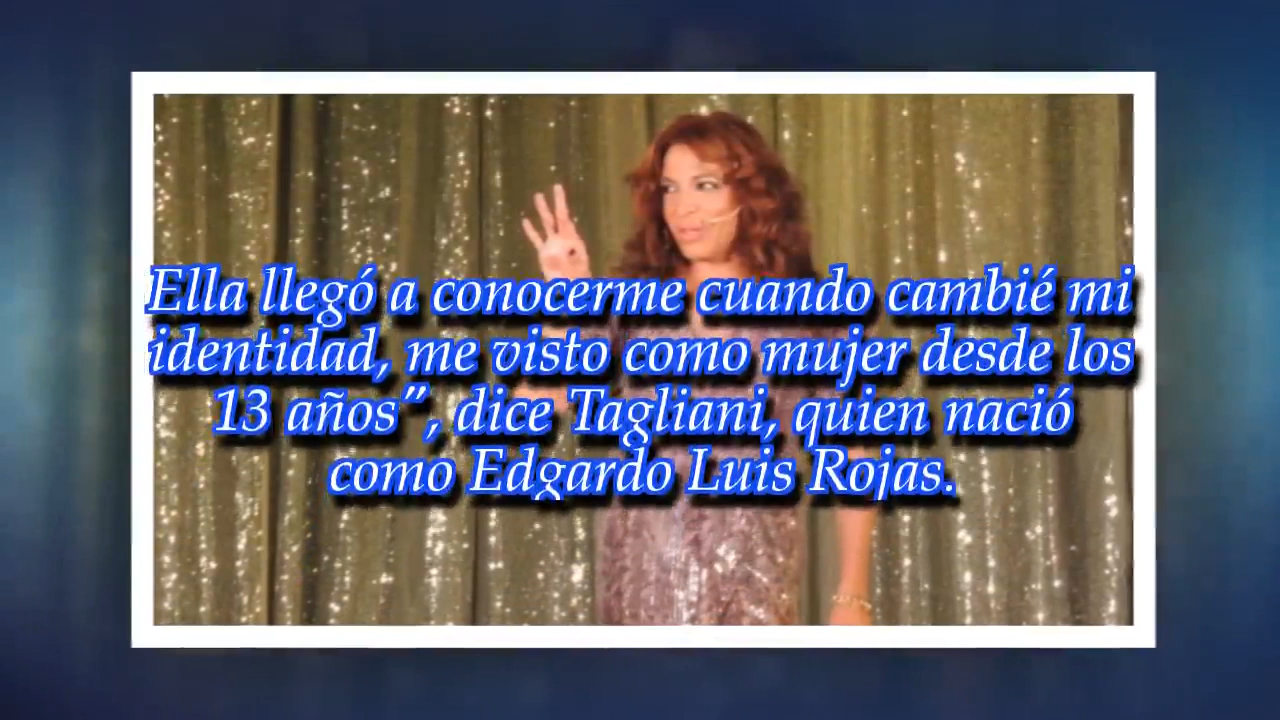 Ella llegó a conocerme cuando cambié mi
identidad, me visto como mujer desde los
13 años”, dice Tagliani, quien nació
como Edgardo Luis Rojas.